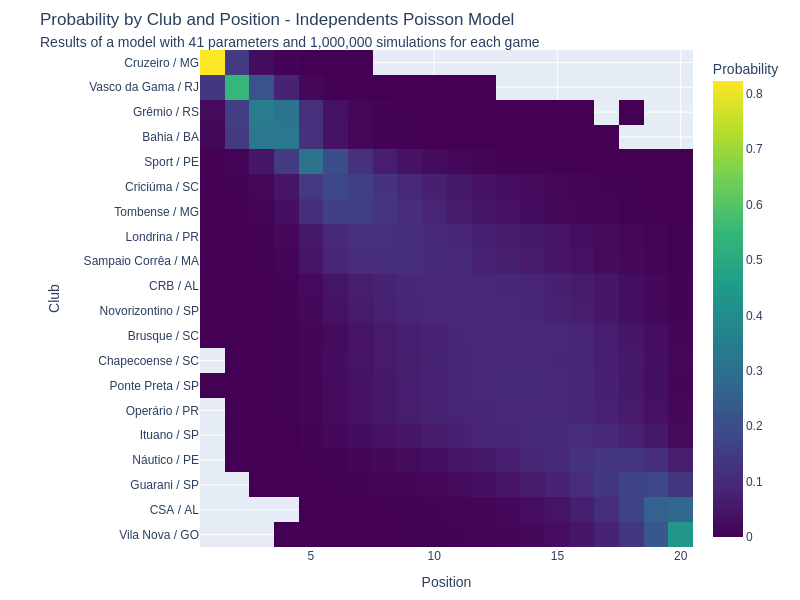 Probability by Club and Position - Independents Poisson Model
Results of a model with 41 parameters and 1,000,000 simulations for each game
Probability
Club
Cruzeiro / MG
Vasco da Gama / RJ
Grêmio / RS
Bahia / BA
Sport / PE
Criciúma / SC
Tombense / MG
Londrina / PR
Sampaio Corrêa / MA
CRB / AL
Novorizontino / SP
Brusque / SC
Chapecoense / SC
Ponte Preta / SP
Operário / PR
Ituano / SP
Náutico / PE
Guarani / SP
CSA / AL
Vila Nova / GO
0.8
0.7
0.6
0.5
0.4
0.3
0.2
0.1
0
5 10 15 20
Position